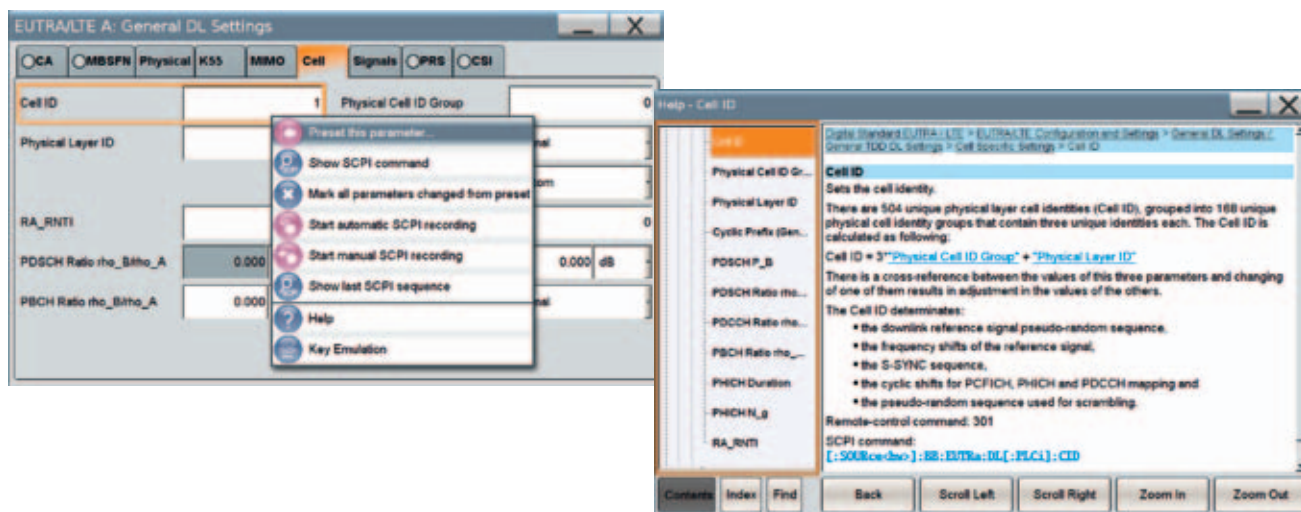 EUTRA/LTE A: General DL Settings
CA MBSFN Physical K55 MIMO Cell Signals PRS CSI
Cell ID 1 Physical Cell ID Group 0
Physical Layer ID
RA_RNTI 0
PDSCH Ratio rho_B/rho_A 0.000 0.000 dB
PBCH Ratio rho_B/rho_A 0.000
Preset this parameter...
Show SCPI command
Mark all parameters changed from preset
Start automatic SCPI recording
Start manual SCPI recording
Show last SCPI sequence
Help
Key Emulation
Help - Cell ID
Cell ID
Physical Cell ID Gr...
Physical Layer ID
Cyclic Prefix (Gen...
PDSCH P_B
PDSCH Ratio rho...
PDCCH Ratio rho...
PBCH Ratio rho_...
PHICH Duration
PHICH N_g
RA_RNTI
Digital Standard EUTRA / LTE > EUTRA/LTE Configuration and Settings > General DL Settings /
General TDD DL Settings > Cell Specific Settings > Cell ID
Cell ID
Sets the cell identity.
There are 504 unique physical layer cell identities (Cell ID), grouped into 168 unique
physical cell identity groups that contain three unique identities each. The Cell ID is
calculated as following:
Cell ID = 3*"Physical Cell ID Group" + "Physical Layer ID"
There is a cross-reference between the values of this three parameters and changing
of one of them results in adjustment in the values of the others.
The Cell ID determines:
• the downlink reference signal pseudo-random sequence,
• the frequency shifts of the reference signal,
• the S-SYNC sequence,
• the cyclic shifts for PCFICH, PHICH and PDCCH mapping and
• the pseudo-random sequence used for scrambling.
Remote-control command: 301
SCPI command:
[:SOURce<hw>]:BB:EUTRa:DL[:PLCi]:CID
Contents Index Find Back Scroll Left Scroll Right Zoom In Zoom Out